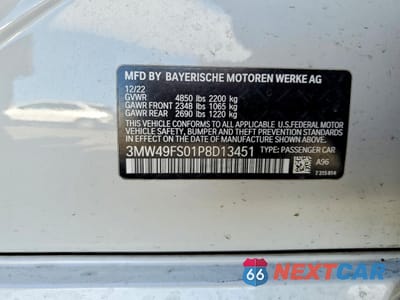 MFD BY BAYERISCHE MOTOREN WERKE AG
12/22
GVWR 4850 lbs 2200 kg
GAWR FRONT 2348 lbs 1065 kg
GAWR REAR 2690 lbs 1220 kg
THIS VEHICLE CONFORMS TO ALL APPLICABLE U.S. FEDERAL MOTOR
VEHICLE SAFETY, BUMPER, AND THEFT PREVENTION STANDARDS IN
EFFECT ON THE DATE OF MANUFACTURE SHOWN ABOVE.
3MW49FS01P8D13451 TYPE: PASSENGER CAR
A96
66 NEXTCAR